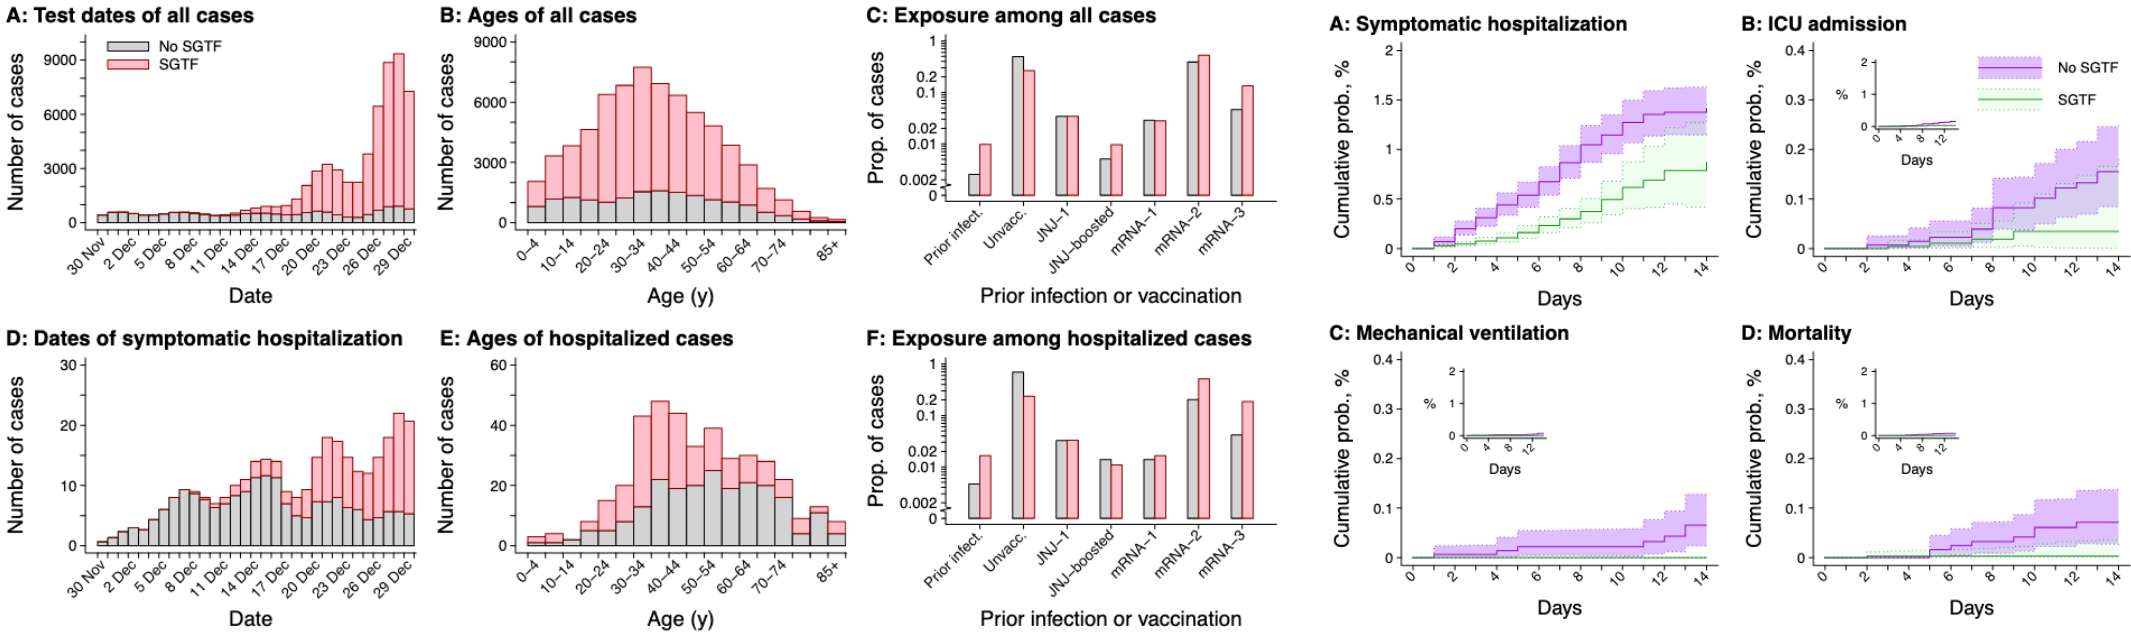 A: Test dates of all cases
Number of cases
9000
6000
3000
0
No SGTF
SGTF
30 Nov
2 Dec
5 Dec
8 Dec
11 Dec
14 Dec
17 Dec
20 Dec
23 Dec
26 Dec
29 Dec
Date
B: Ages of all cases
Number of cases
9000
6000
3000
0
0–4
10–14
20–24
30–34
40–44
50–54
60–64
70–74
85+
Age (y)
C: Exposure among all cases
Prop. of cases
1
0.2
0.1
0.02
0.01
0.002
0
Prior infect.
Unvacc.
JNJ–1
JNJ–boosted
mRNA–1
mRNA–2
mRNA–3
Prior infection or vaccination
A: Symptomatic hospitalization
Cumulative prob., %
2
1.5
1
0.5
0
0
2
4
6
8
10
12
14
Days
B: ICU admission
Cumulative prob., %
0.4
0.3
0.2
0.1
0
%
2
1
0
0
4
8
12
Days
No SGTF
SGTF
0
2
4
6
8
10
12
14
Days
D: Dates of symptomatic hospitalization
Number of cases
30
20
10
0
30 Nov
2 Dec
5 Dec
8 Dec
11 Dec
14 Dec
17 Dec
20 Dec
23 Dec
26 Dec
29 Dec
Date
E: Ages of hospitalized cases
Number of cases
60
40
20
0
0–4
10–14
20–24
30–34
40–44
50–54
60–64
70–74
85+
Age (y)
F: Exposure among hospitalized cases
Prop. of cases
1
0.2
0.1
0.02
0.01
0.002
0
Prior infect.
Unvacc.
JNJ–1
JNJ–boosted
mRNA–1
mRNA–2
mRNA–3
Prior infection or vaccination
C: Mechanical ventilation
Cumulative prob., %
0.4
0.3
0.2
0.1
0
%
2
1
0
0
4
8
12
Days
0
2
4
6
8
10
12
14
Days
D: Mortality
Cumulative prob., %
0.4
0.3
0.2
0.1
0
%
2
1
0
0
4
8
12
Days
0
2
4
6
8
10
12
14
Days